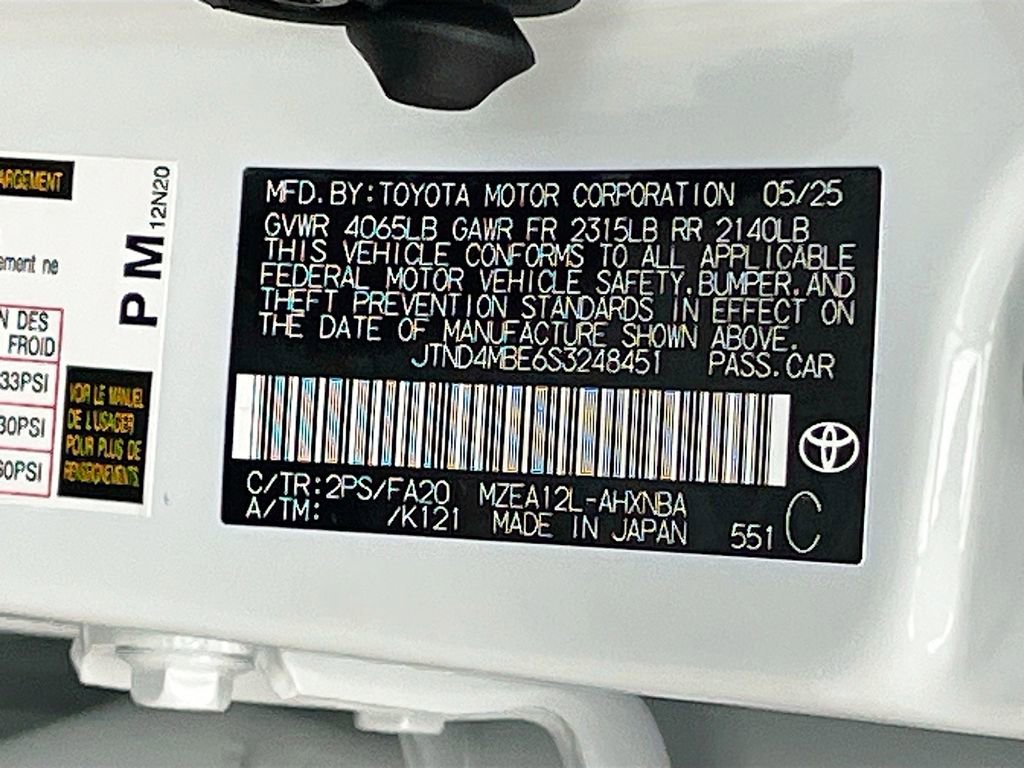 ARGEMENT
ement ne
N DES
FROID
33PSI
30PSI
60PSI
PM
12N20
VOIR LE MANUEL
DE L'USAGER
POUR PLUS DE
RENSEIGNEMENTS
MFD. BY: TOYOTA MOTOR CORPORATION 05/25
GVWR 4065LB GAWR FR 2315LB RR 2140LB
THIS VEHICLE CONFORMS TO ALL APPLICABLE
FEDERAL MOTOR VEHICLE SAFETY, BUMPER, AND
THEFT PREVENTION STANDARDS IN EFFECT ON
THE DATE OF MANUFACTURE SHOWN ABOVE.
JTND4MBE6S3248451 PASS. CAR
C/TR: 2PS/FA20 MZEA12L-AHXNBA
A/TM: /K121 MADE IN JAPAN 551 C